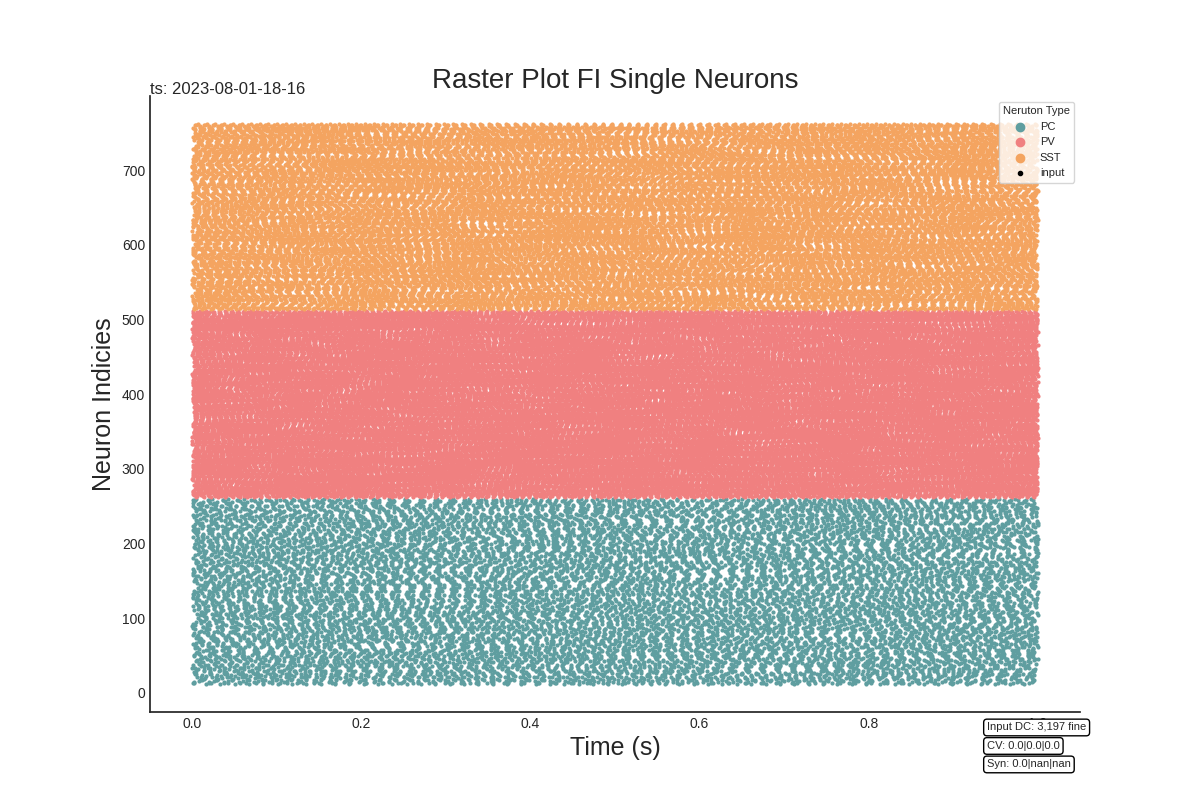 Raster Plot FI Single Neurons
ts: 2023-08-01-18-16
Neruton Type
PC
PV
SST
input
Neuron Indicies
700
600
500
400
300
200
100
0
0.0 0.2 0.4 0.6 0.8
Time (s)
Input DC: 3,197 fine
CV: 0.0|0.0|0.0
Syn: 0.0|nan|nan